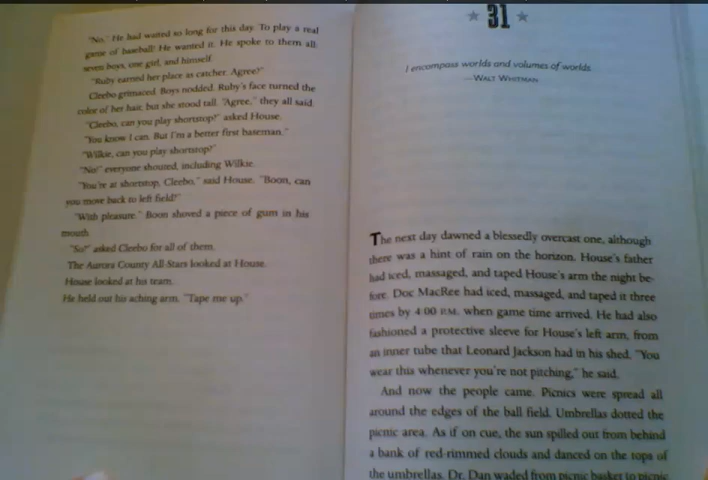 "No." He had waited so long for this day. To play a real
game of baseball! He wanted it. He spoke to them all:
seven boys, one girl, and himself.
"Ruby earned her place as catcher. Agree?"
Cleebo grimaced. Boys nodded. Ruby's face turned the
color of her hair, but she stood tall. "Agree," they all said.
"Cleebo, can you play shortstop?" asked House.
"You know I can. But I'm a better first baseman."
"Wilkie, can you play shortstop?"
"No!" everyone shouted, including Wilkie.
"You're at shortstop, Cleebo," said House. "Boon, can
you move back to left field?"
"With pleasure." Boon shoved a piece of gum in his
mouth.
"So?" asked Cleebo for all of them.
The Aurora County All-Stars looked at House.
House looked at his team.
He held out his aching arm. "Tape me up."
★ 31 ★
I encompass worlds and volumes of worlds.
—WALT WHITMAN
The next day dawned a blessedly overcast one, although
there was a hint of rain on the horizon. House's father
had iced, massaged, and taped House's arm the night be-
fore. Doc MacRee had iced, massaged, and taped it three
times by 4:00 P.M. when game time arrived. He had also
fashioned a protective sleeve for House's left arm, from
an inner tube that Leonard Jackson had in his shed. "You
wear this whenever you're not pitching," he said.
And now the people came. Picnics were spread all
around the edges of the ball field. Umbrellas dotted the
picnic area. As if on cue, the sun spilled out from behind
a bank of red-rimmed clouds and danced on the tops of
the umbrellas. Dr. Dan waded from picnic basket to picnic